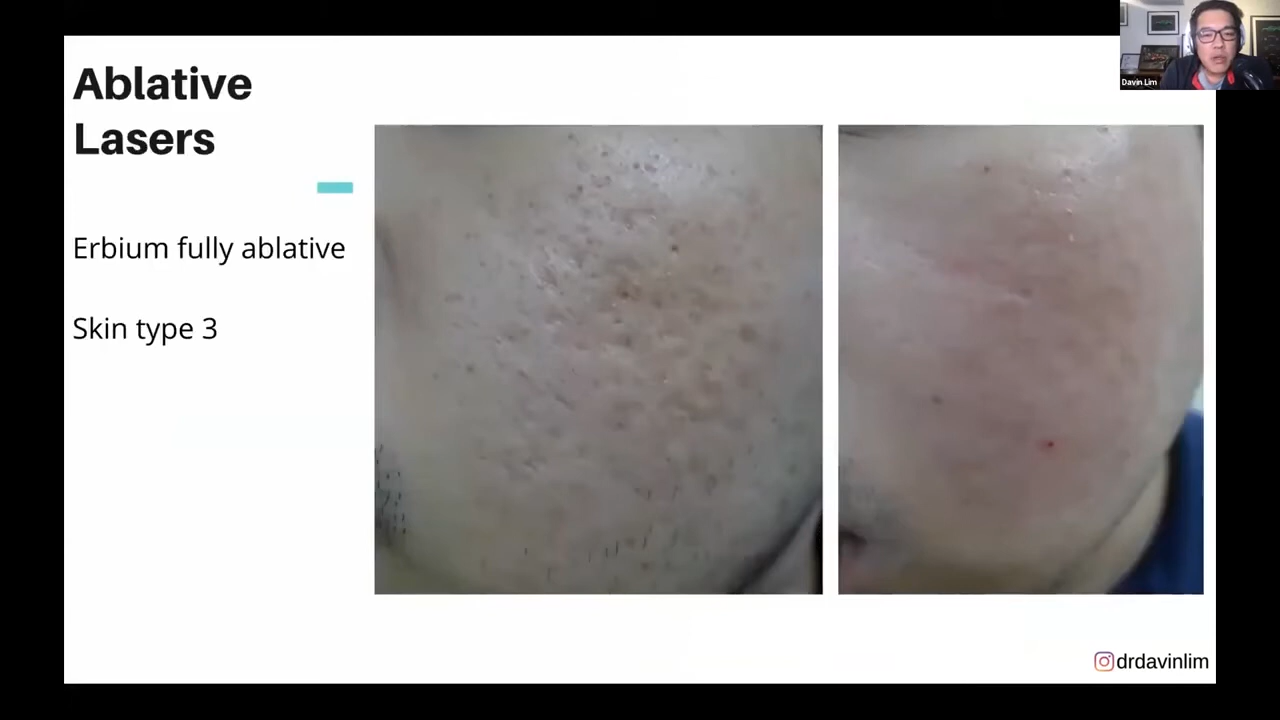 Ablative
Lasers
Erbium fully ablative
Skin type 3
Davin Lim
drdavinlim